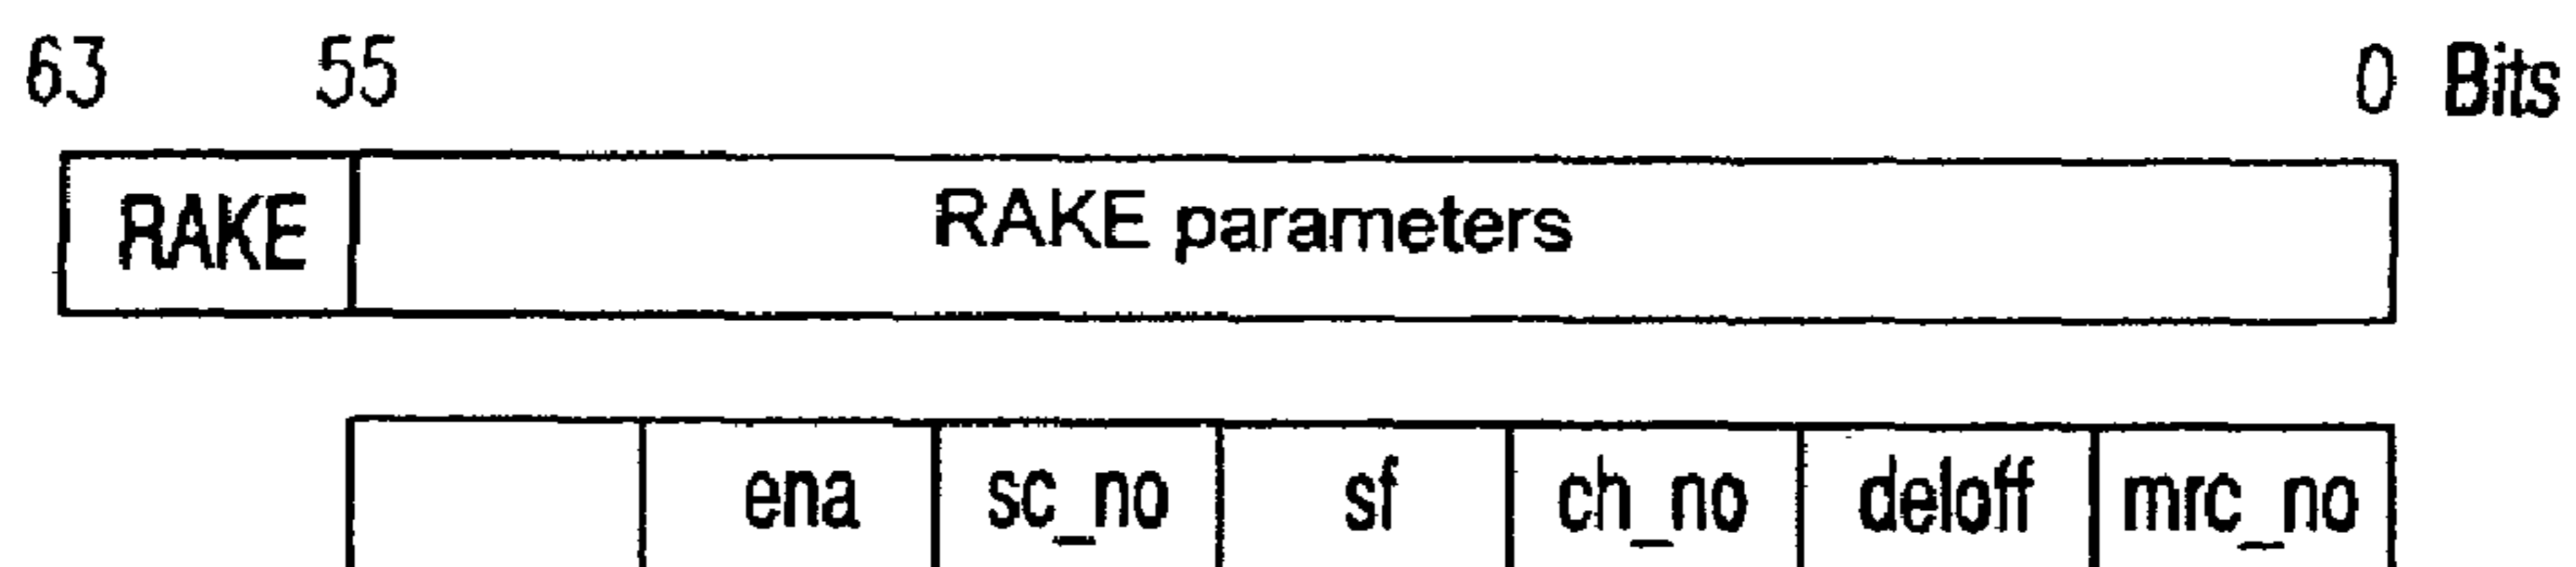 63 55 0 Bits
RAKE RAKE parameters
ena sc_no sf ch_no deloff mrc_no